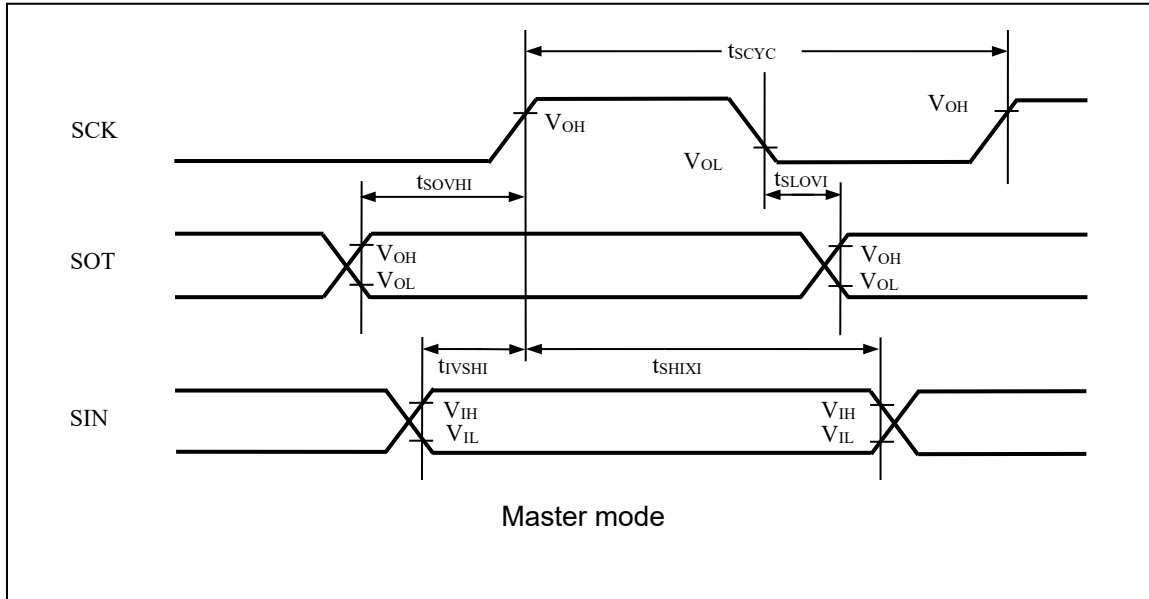 tSCYC
SCK
VOH
VOL
VOH
tSOVHI
tSLOVI
SOT
VOH
VOL
VOH
VOL
tIVSHI
tSHIXI
SIN
VIH
VIL
VIH
VIL
Master mode